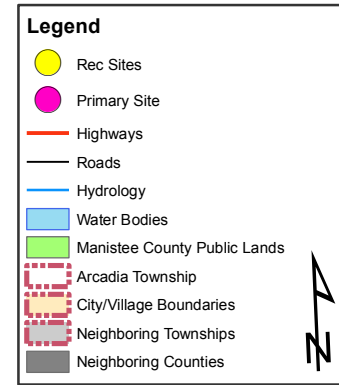 Legend
Rec Sites
Primary Site
Highways
Roads
Hydrology
Water Bodies
Manistee County Public Lands
Arcadia Township
City/Village Boundaries
Neighboring Townships
Neighboring Counties
N